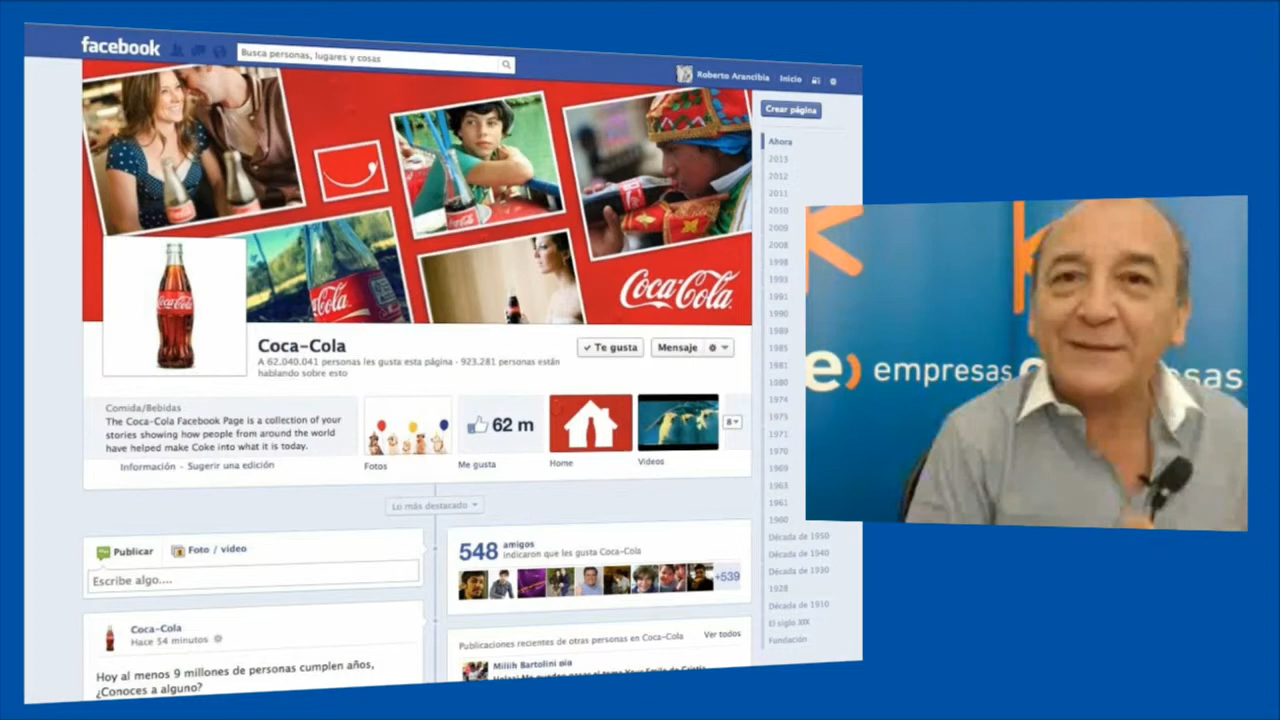 facebook
Busca personas, lugares y cosas
Roberto Arancibia Inicio
Crear página
Coca-Cola
Coca-Cola
A 62.040.041 personas les gusta esta página · 923.281 personas están
hablando sobre esto
Te gusta
Mensaje
Comida/Bebidas
The Coca-Cola Facebook Page is a collection of your
stories showing how people from around the world
have helped make Coke into what it is today.
Información - Sugerir una edición
Fotos
62 m
Me gusta
Home
Videos
8
Lo más destacado
Publicar
Foto / video
Escribe algo....
548 amigos
indicaron que les gusta Coca-Cola
+539
Coca-Cola
Hace 54 minutos
Hoy al menos 9 millones de personas cumplen años,
¿Conoces a alguno?
Publicaciones recientes de otras personas en Coca-Cola
Ver todos
Ahora
2013
2012
2011
2010
2009
2008
1998
1993
1991
1990
1989
1985
1981
1980
1974
1973
1971
1970
1969
1963
1961
1960
Década de 1950
Década de 1940
Década de 1930
1928
Década de 1910
El siglo XIX
Fundación
e) empresas